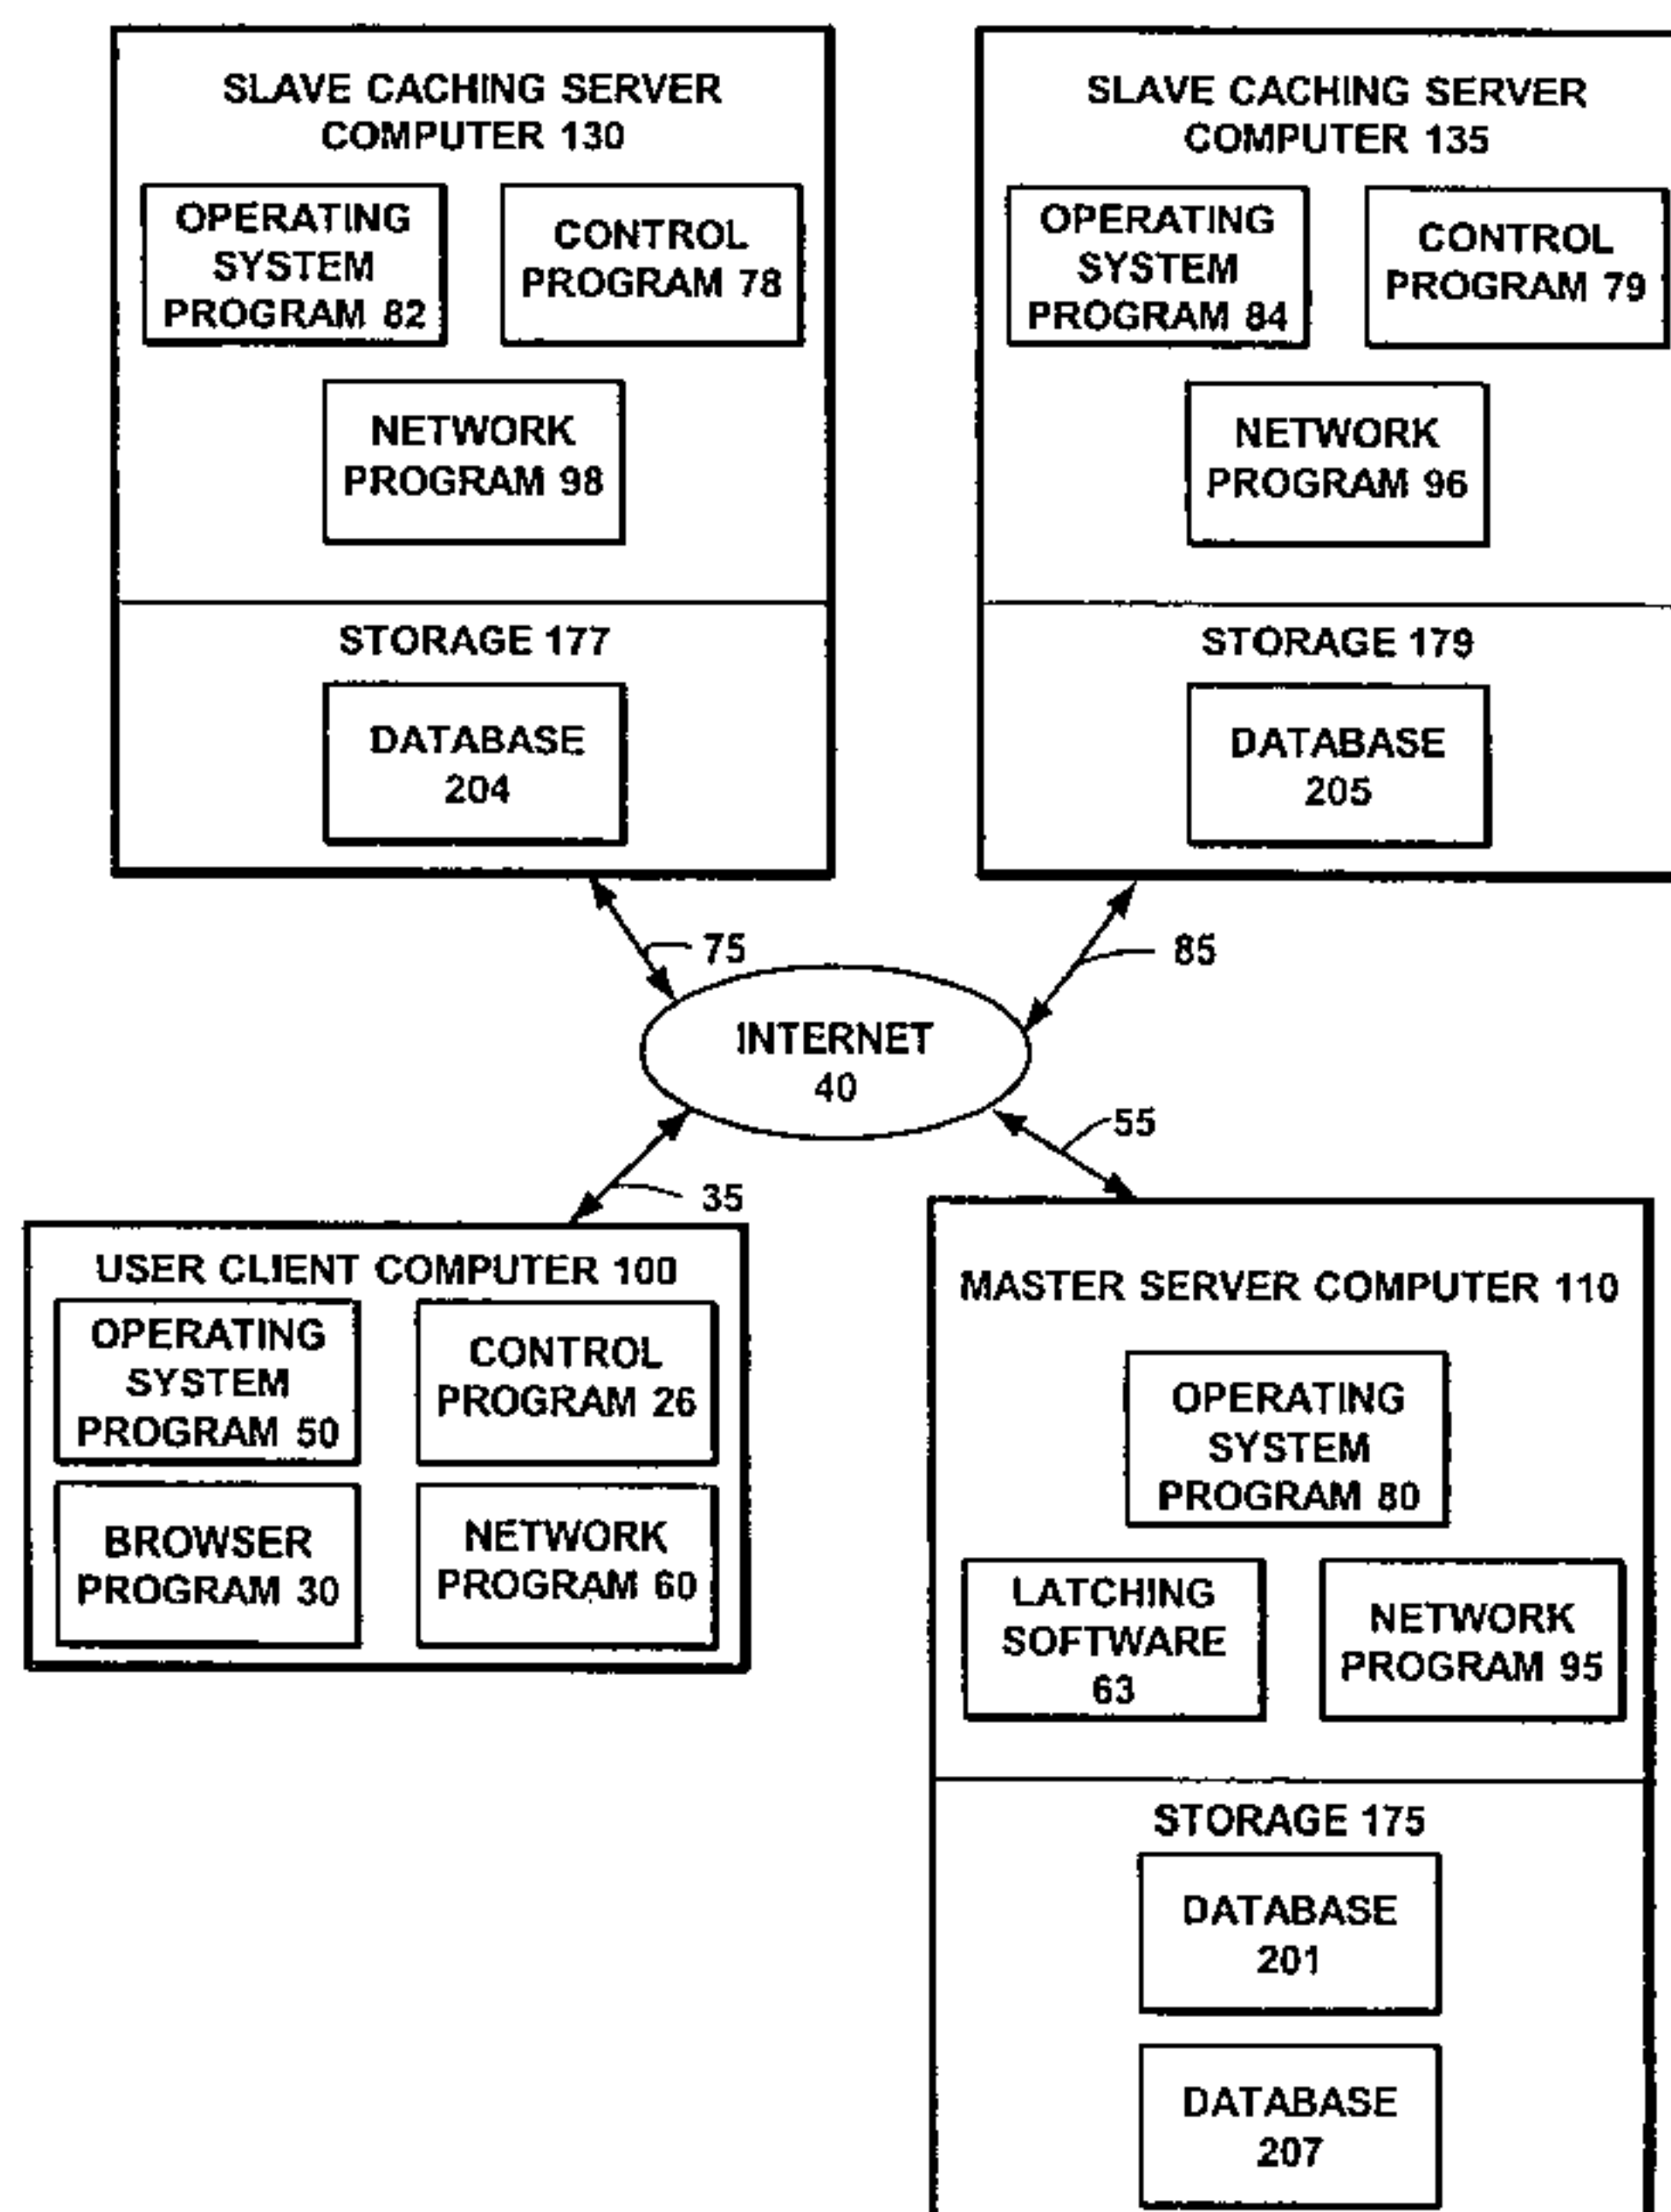 SLAVE CACHING SERVER
COMPUTER 130
OPERATING
SYSTEM
PROGRAM 82
CONTROL
PROGRAM 78
NETWORK
PROGRAM 98
STORAGE 177
DATABASE
204
SLAVE CACHING SERVER
COMPUTER 135
OPERATING
SYSTEM
PROGRAM 84
CONTROL
PROGRAM 79
NETWORK
PROGRAM 96
STORAGE 179
DATABASE
205
75
85
INTERNET
40
55
35
USER CLIENT COMPUTER 100
OPERATING
SYSTEM
PROGRAM 50
CONTROL
PROGRAM 26
BROWSER
PROGRAM 30
NETWORK
PROGRAM 60
MASTER SERVER COMPUTER 110
OPERATING
SYSTEM
PROGRAM 80
LATCHING
SOFTWARE
63
NETWORK
PROGRAM 95
STORAGE 175
DATABASE
201
DATABASE
207